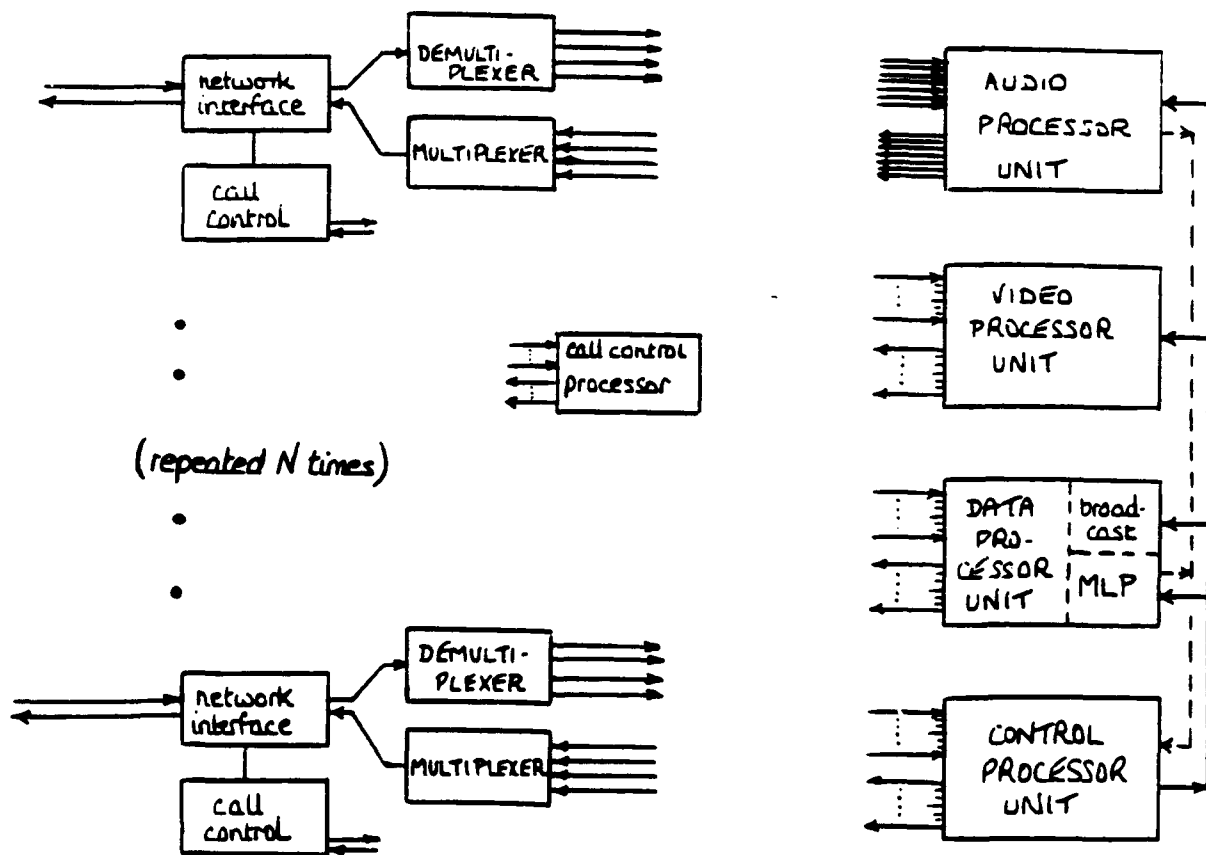 network
interface
call
control
DEMULTI-
PLEXER
MULTIPLEXER
AUDIO
PROCESSOR
UNIT
VIDEO
PROCESSOR
UNIT
call control
processor
(repeated N times)
DATA
PRO-
CESSOR
UNIT
broad-
cast
MLP
network
interface
call
control
DEMULTI-
PLEXER
MULTIPLEXER
CONTROL
PROCESSOR
UNIT